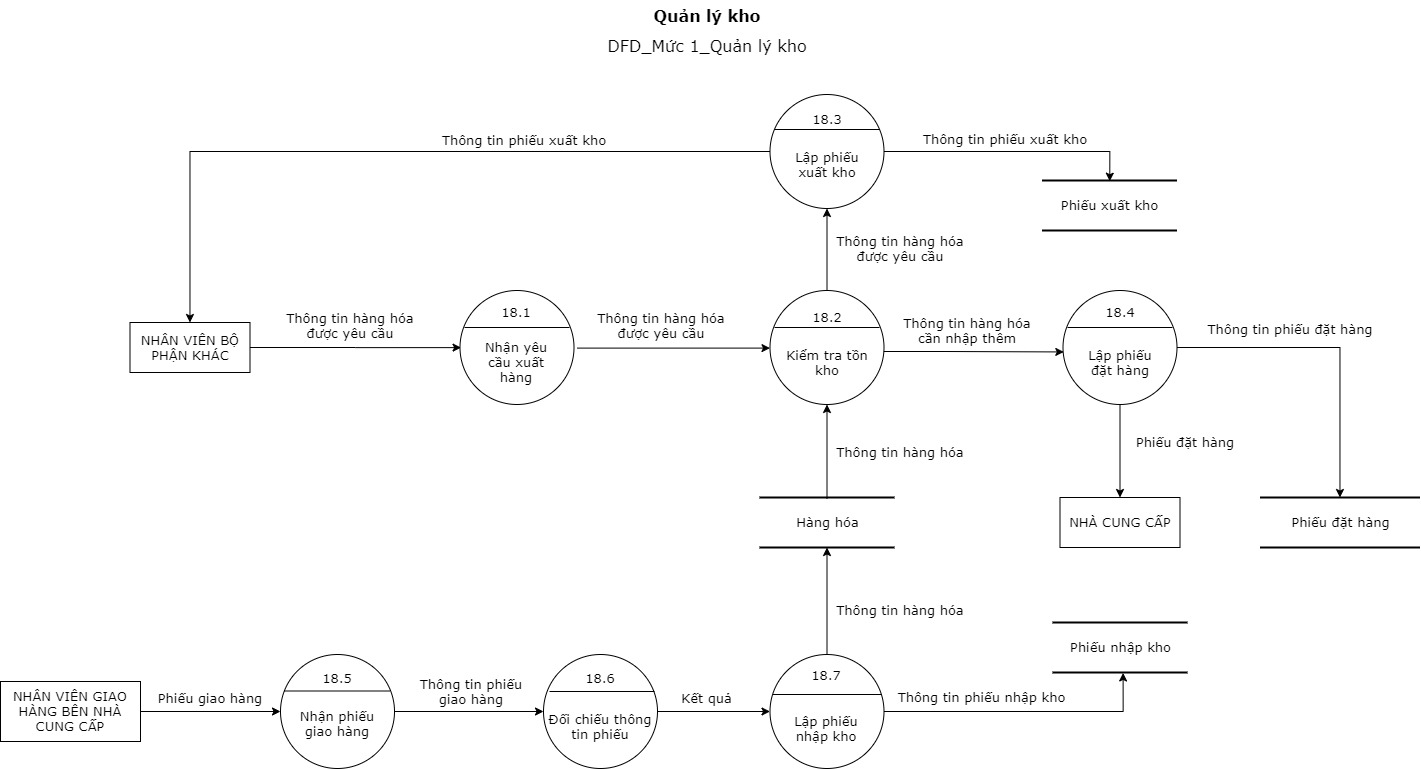 Quản lý kho
DFD_Mức 1_Quản lý kho
18.3
Lập phiếu
xuất kho
Thông tin phiếu xuất kho
Thông tin phiếu xuất kho
Phiếu xuất kho
Thông tin hàng hóa
được yêu cầu
NHÂN VIÊN BỘ
PHẬN KHÁC
Thông tin hàng hóa
được yêu cầu
18.1
Nhận yêu
cầu xuất
hàng
Thông tin hàng hóa
được yêu cầu
18.2
Kiểm tra tồn
kho
Thông tin hàng hóa
cần nhập thêm
18.4
Lập phiếu
đặt hàng
Thông tin phiếu đặt hàng
Thông tin hàng hóa
Phiếu đặt hàng
Hàng hóa
NHÀ CUNG CẤP
Phiếu đặt hàng
Thông tin hàng hóa
Phiếu nhập kho
NHÂN VIÊN GIAO
HÀNG BÊN NHÀ
CUNG CẤP
Phiếu giao hàng
18.5
Nhận phiếu
giao hàng
Thông tin phiếu
giao hàng
18.6
Đối chiếu thông
tin phiếu
Kết quả
18.7
Lập phiếu
nhập kho
Thông tin phiếu nhập kho